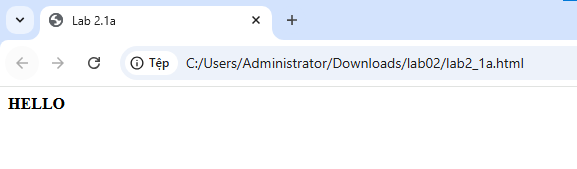 Lab 2.1a
Tệp C:/Users/Administrator/Downloads/lab02/lab2_1a.html
HELLO